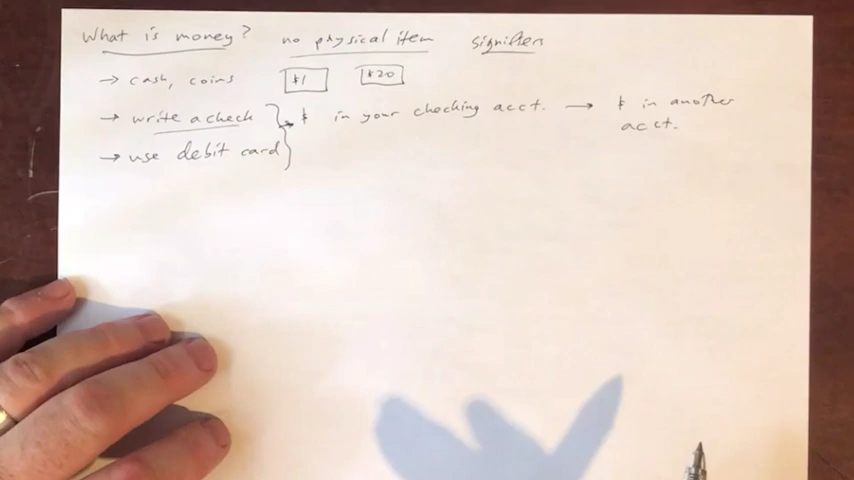 What is money? no physical item signifiers
→ cash, coins $1 $20
→ write a check $ in your checking acct. → $ in another
acct.
→ use debit card